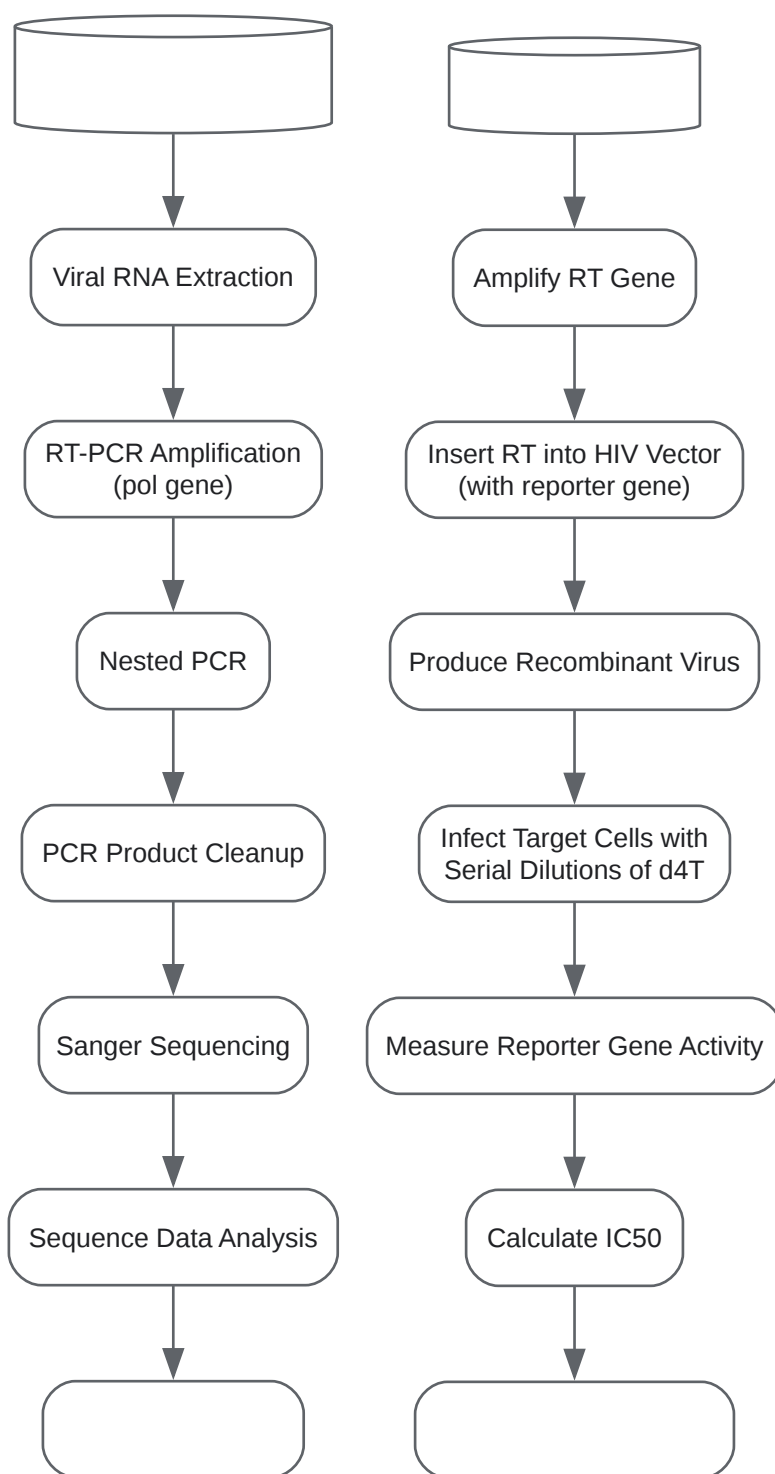 Viral RNA Extraction
RT-PCR Amplification
(pol gene)
Nested PCR
PCR Product Cleanup
Sanger Sequencing
Sequence Data Analysis
Amplify RT Gene
Insert RT into HIV Vector
(with reporter gene)
Produce Recombinant Virus
Infect Target Cells with
Serial Dilutions of d4T
Measure Reporter Gene Activity
Calculate IC50